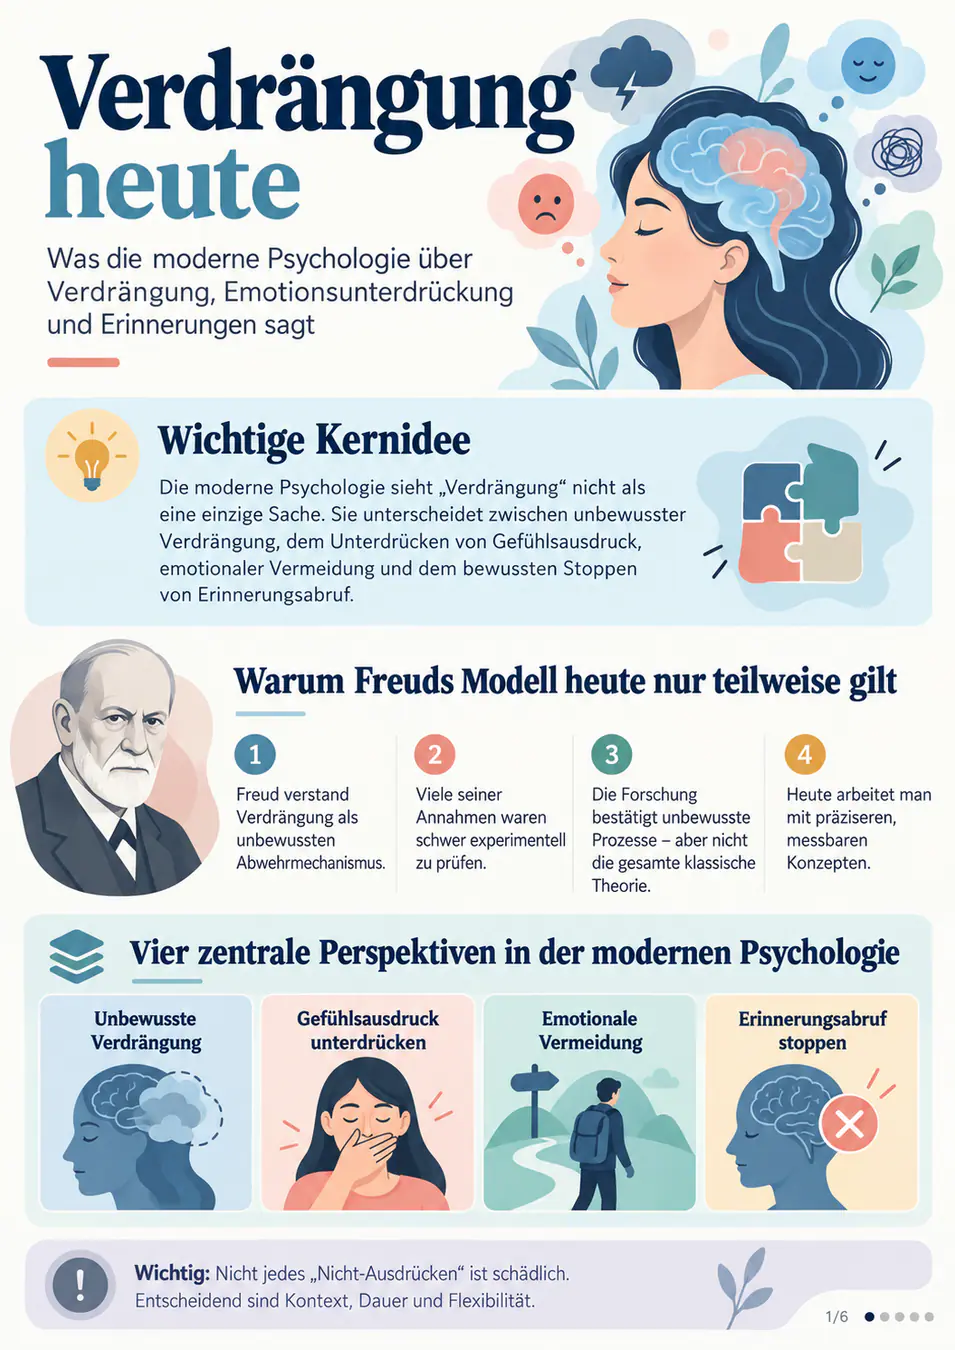 Verdrängung
heute
Was die moderne Psychologie über
Verdrängung, Emotionsunterdrückung
und Erinnerungen sagt
Wichtige Kernidee
Die moderne Psychologie sieht „Verdrängung“ nicht als
eine einzige Sache. Sie unterscheidet zwischen unbewusster
Verdrängung, dem Unterdrücken von Gefühlsausdruck,
emotionaler Vermeidung und dem bewussten Stoppen
von Erinnerungsabruf.
Warum Freuds Modell heute nur teilweise gilt
1
Freud verstand
Verdrängung als
unbewussten
Abwehrmechanismus.
2
Viele seiner
Annahmen waren
schwer experimentell
zu prüfen.
3
Die Forschung
bestätigt unbewusste
Prozesse – aber nicht
die gesamte klassische
Theorie.
4
Heute arbeitet man
mit präziseren,
messbaren
Konzepten.
Vier zentrale Perspektiven in der modernen Psychologie
Unbewusste
Verdrängung
Gefühlsausdruck
unterdrücken
Emotionale
Vermeidung
Erinnerungsabruf
stoppen
Wichtig: Nicht jedes „Nicht-Ausdrücken“ ist schädlich.
Entscheidend sind Kontext, Dauer und Flexibilität.
1/6